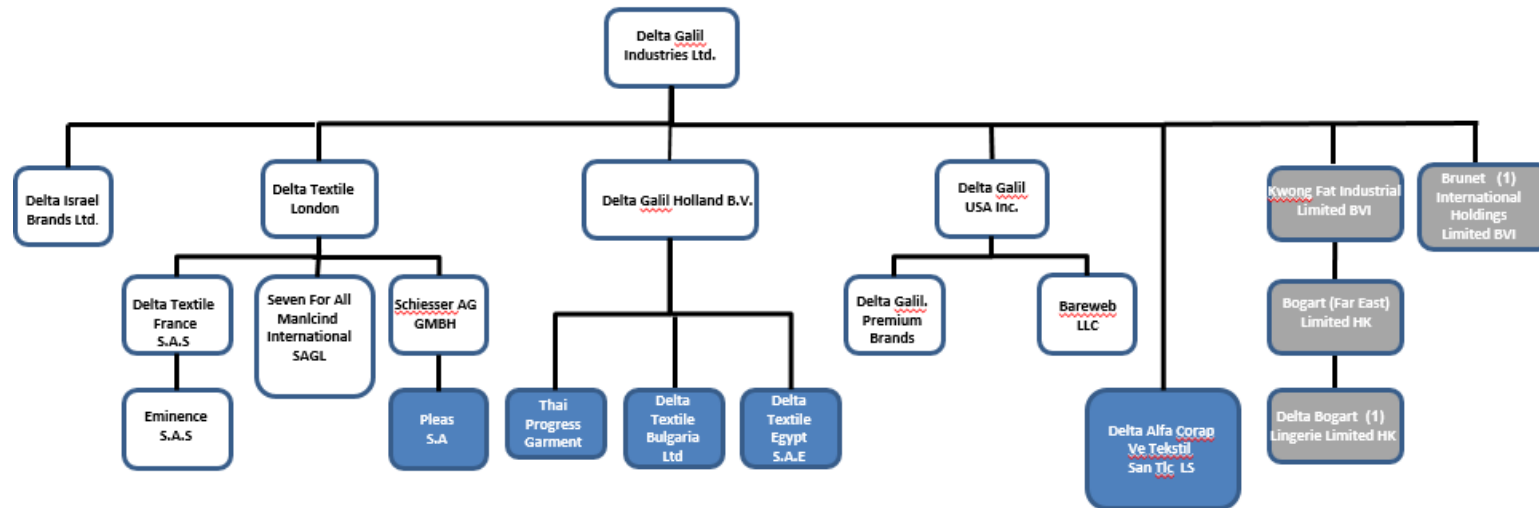 Delta Galil
Industries Ltd.
Delta Israel
Brands Ltd.
Delta Textile
London
Delta Galil Holland B.V.
Delta Galil
USA Inc.
Kwong Fat Industrial
Limited BVI
Brunet (1)
International
Holdings
Limited BVI
Delta Textile
France
S.A.S
Seven For All
Manlcind
International
SAGL
Schiesser AG
GMBH
Delta Galil.
Premium
Brands
Bareweb
LLC
Bogart (Far East)
Limited HK
Eminence
S.A.S
Pleas
S.A
Thai
Progress
Garment
Delta
Textile
Bulgaria
Ltd
Delta
Textile
Egypt
S.A.E
Delta Alfa Corap
Ve Tekstil
San Tlc LS
Delta Bogart (1)
Lingerie Limited HK